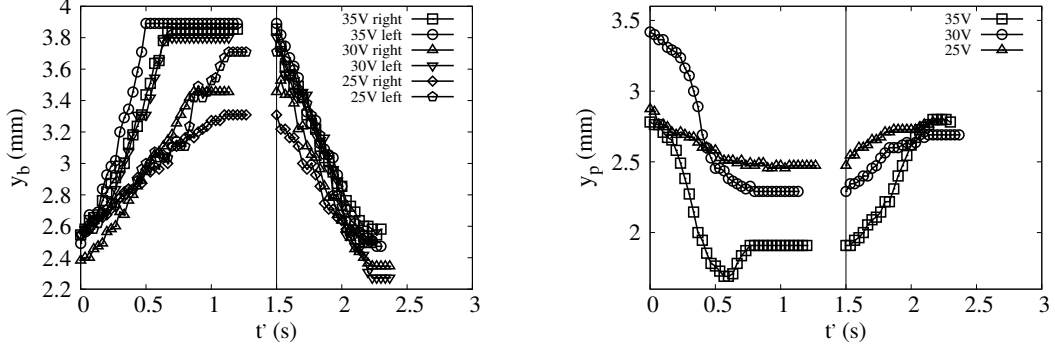 4
3.8
3.6
3.4
3.2
3
2.8
2.6
2.4
2.2
y_b (mm)
0 0.5 1 1.5 2 2.5 3
t' (s)
35V right
35V left
30V right
30V left
25V right
25V left
3.5
3
2.5
2
y_p (mm)
0 0.5 1 1.5 2 2.5 3
t' (s)
35V
30V
25V